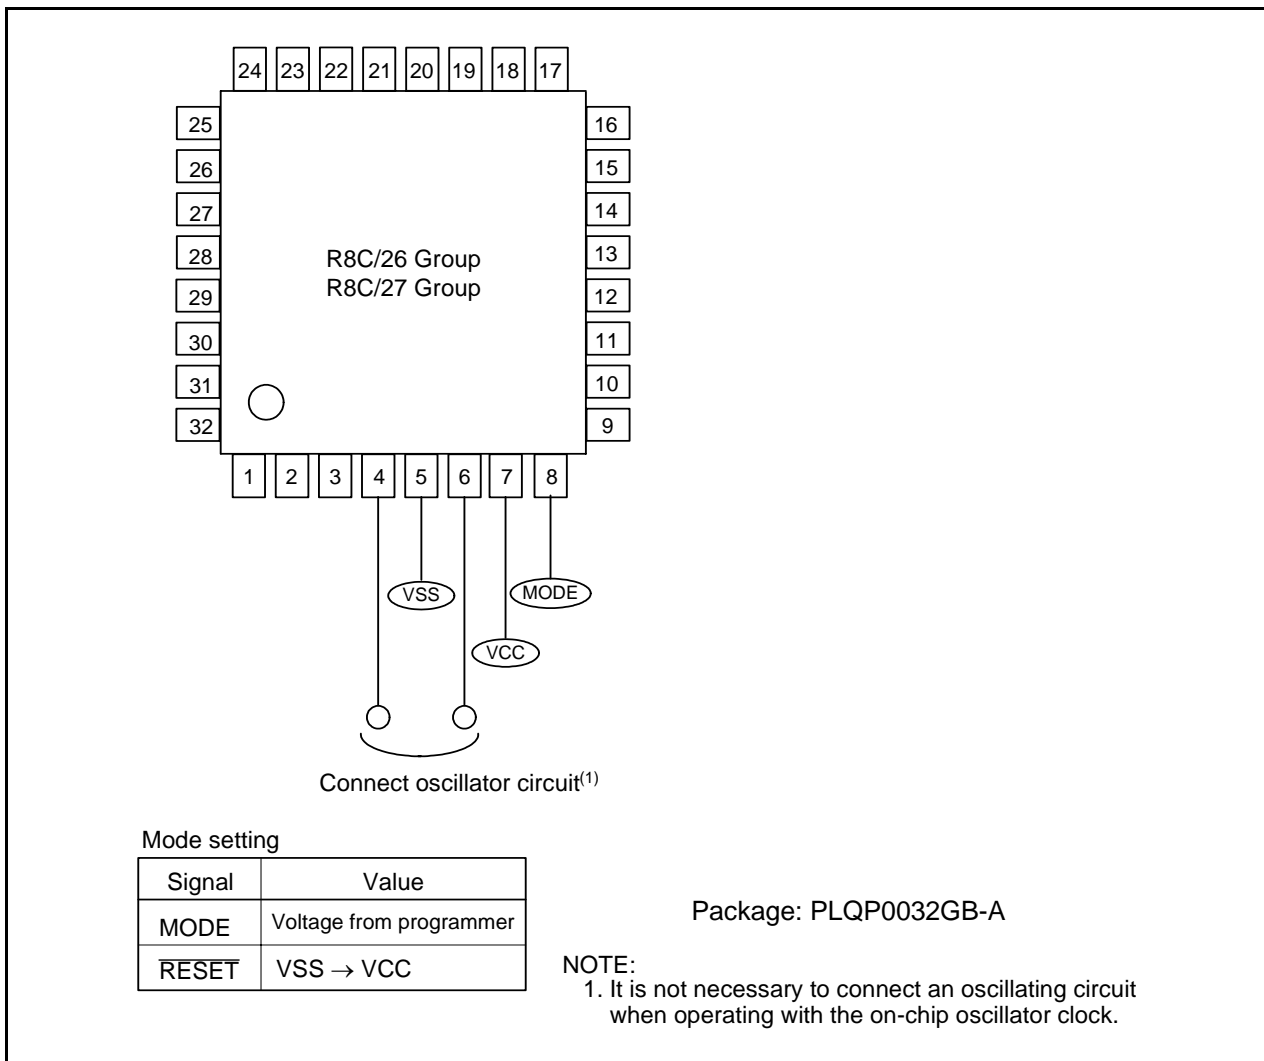 24 23 22 21 20 19 18 17
25 16
26 15
27 14
28 13
29 12
30 11
31 10
32 9
R8C/26 Group
R8C/27 Group
1 2 3 4 5 6 7 8
VSS
MODE
VCC
Connect oscillator circuit(1)
Mode setting
Signal Value
MODE Voltage from programmer
RESET VSS → VCC
Package: PLQP0032GB-A
NOTE:
1. It is not necessary to connect an oscillating circuit
when operating with the on-chip oscillator clock.